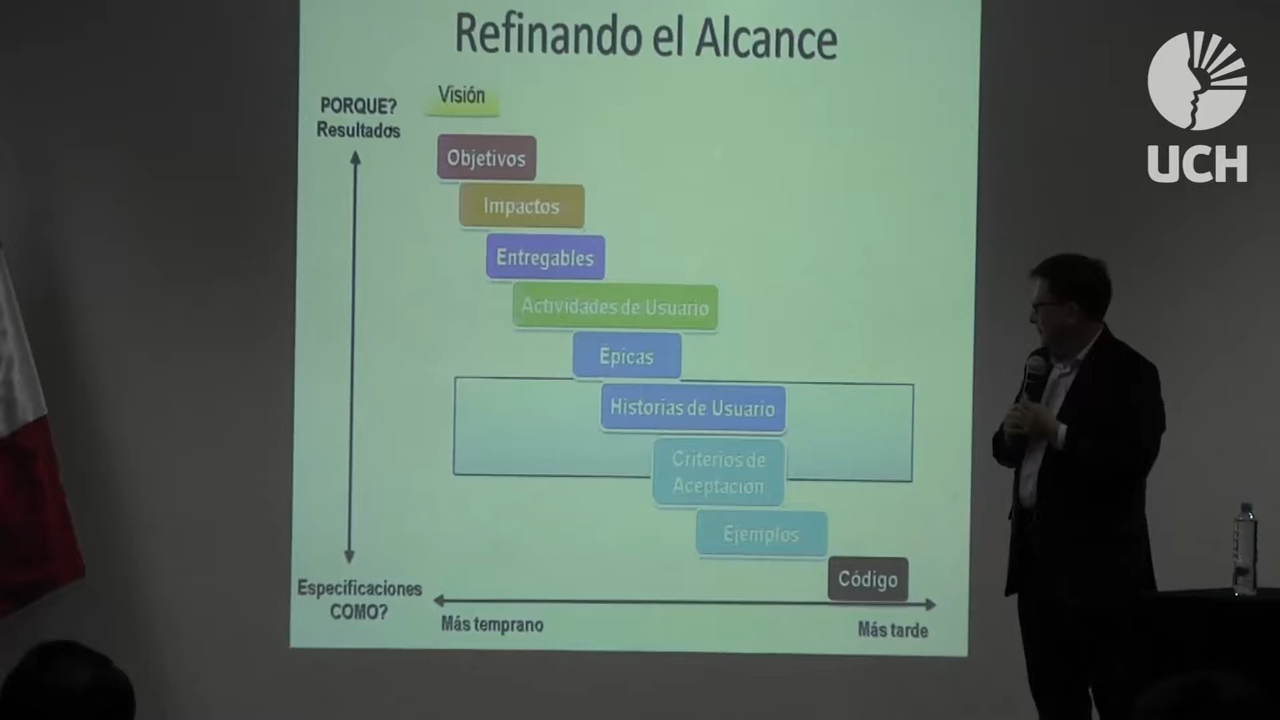 Refinando el Alcance
UCH
PORQUE?
Resultados
Visión
Objetivos
Impactos
Entregables
Actividades de Usuario
Épicas
Historias de Usuario
Criterios de
Aceptacion
Ejemplos
Código
Especificaciones
COMO?
Más temprano
Más tarde